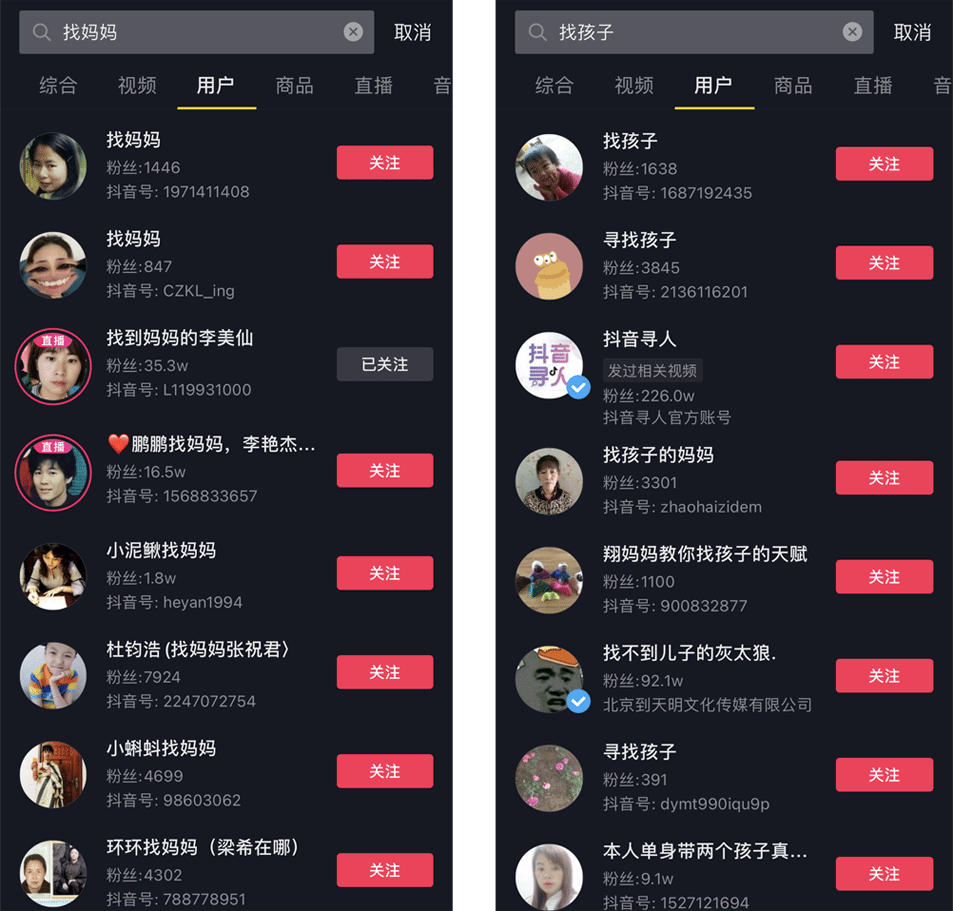 找妈妈
取消
综合
视频
用户
商品
直播
音
找妈妈
粉丝:1446
抖音号: 1971411408
关注
找妈妈
粉丝:847
抖音号: CZKL_ing
关注
直播
找到妈妈的李美仙
粉丝:35.3w
抖音号: L119931000
已关注
直播
❤️鹏鹏找妈妈，李艳杰...
粉丝:16.5w
抖音号: 1568833657
关注
小泥鳅找妈妈
粉丝:1.8w
抖音号: heyan1994
关注
杜钧浩(找妈妈张祝君）
粉丝:7924
抖音号: 2247072754
关注
小蝌蚪找妈妈
粉丝:4699
抖音号: 98603062
关注
环环找妈妈（梁希在哪）
粉丝:4302
抖音号: 788778951
关注
找孩子
取消
综合
视频
用户
商品
直播
音
找孩子
粉丝:1638
抖音号: 1687192435
关注
寻找孩子
粉丝:3845
抖音号: 2136116201
关注
抖音
寻人
抖音寻人
发过相关视频
粉丝:226.0w
抖音寻人官方账号
关注
找孩子的妈妈
粉丝:3301
抖音号: zhaohaizidem
关注
翔妈妈教你找孩子的天赋
粉丝:1100
抖音号: 900832877
关注
找不到儿子的灰太狼.
粉丝:92.1w
北京到天明文化传媒有限公司
关注
寻找孩子
粉丝:391
抖音号: dymt990iqu9p
关注
本人单身带两个孩子真...
粉丝:9.1w
抖音号: 1527121694
关注